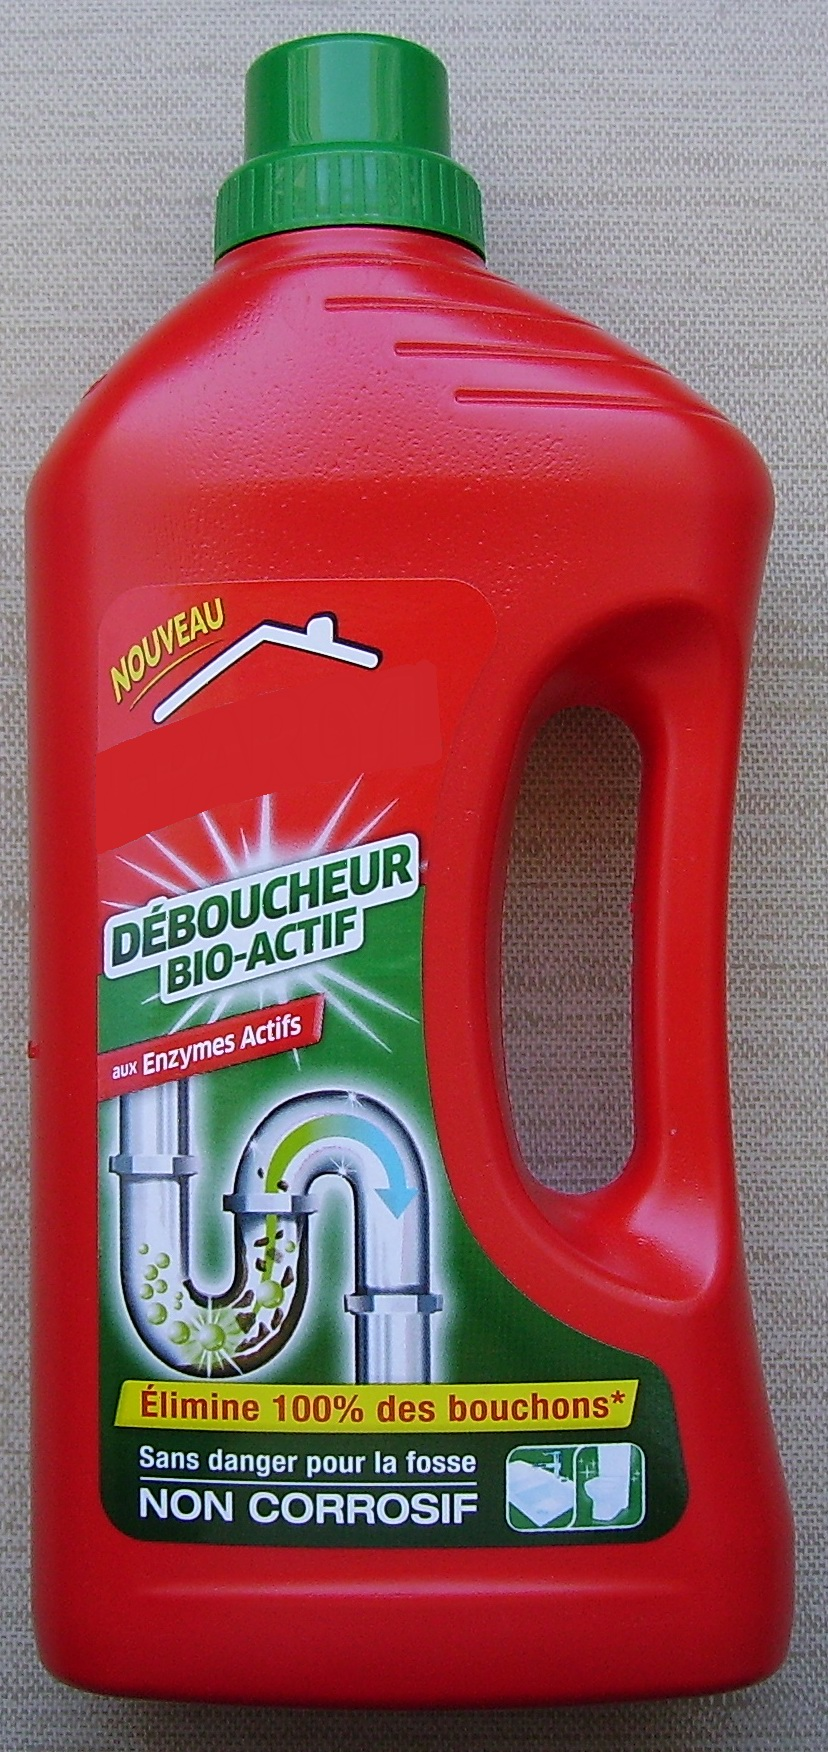 NOUVEAU
DÉBOUCHEUR
BIO-ACTIF
aux Enzymes Actifs
Élimine 100% des bouchons*
Sans danger pour la fosse
NON CORROSIF